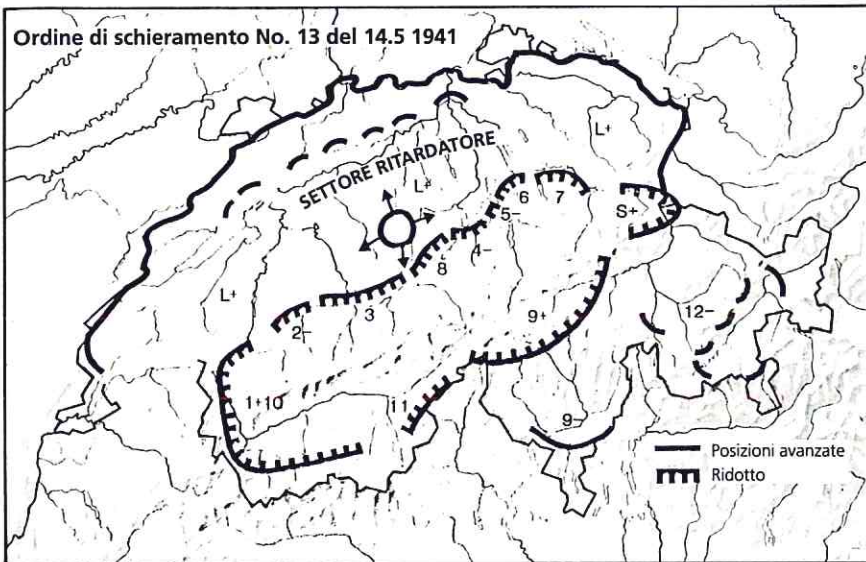 Ordine di schieramento No. 13 del 14.5 1941
SETTORE RITARDATORE
L+
L+
6
7
5-
S+
4-
8
L+
3
2-
9+
12-
1+10
11
9-
Posizioni avanzate
Ridotto